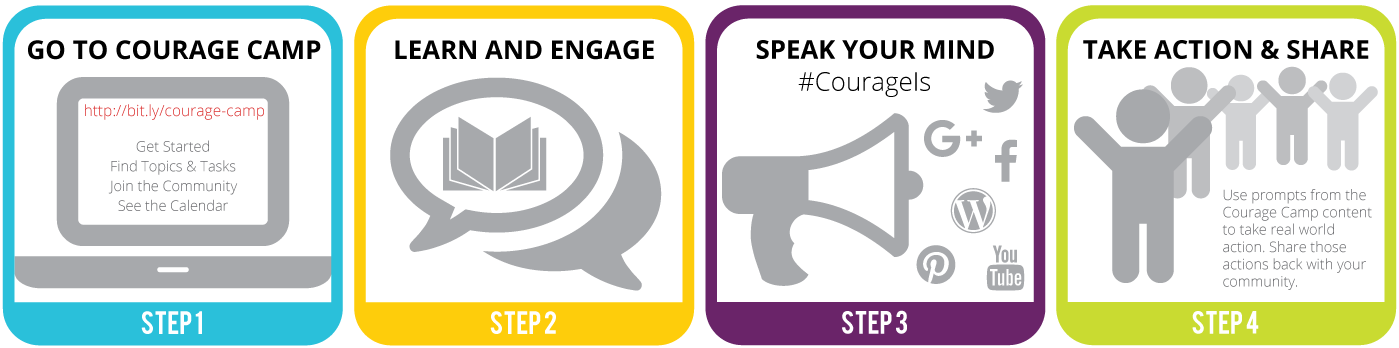 GO TO COURAGE CAMP
http://bit.ly/courage-camp
Get Started
Find Topics & Tasks
Join the Community
See the Calendar
STEP 1
LEARN AND ENGAGE
STEP 2
SPEAK YOUR MIND
#CourageIs
G+
f
W
P
You
Tube
STEP 3
TAKE ACTION & SHARE
Use prompts from the
Courage Camp content
to take real world
action. Share those
actions back with your
community.
STEP 4